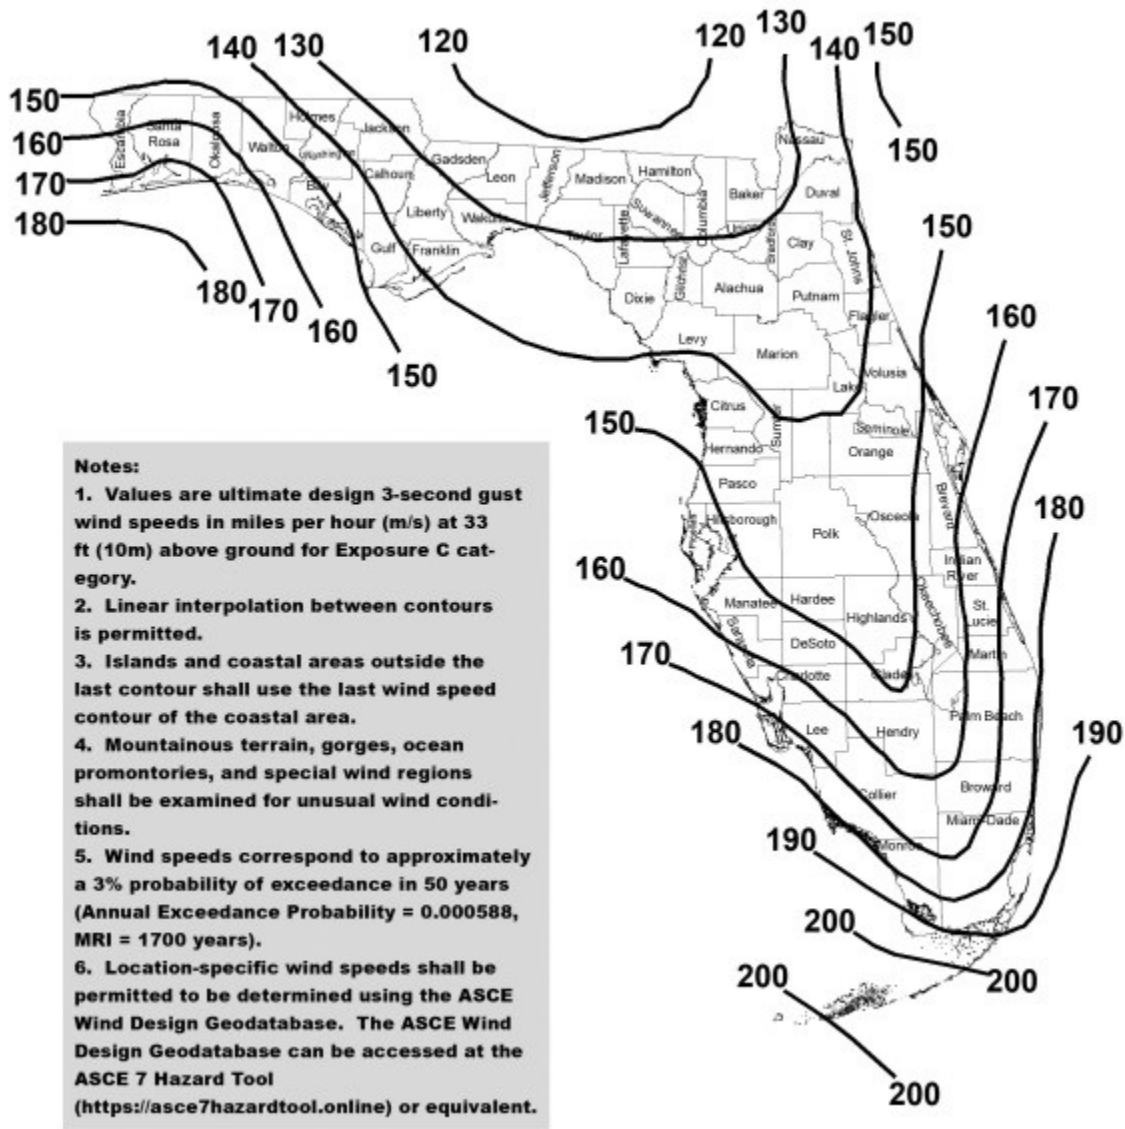 120
120
130
150
140
140
130
150
160
170
180
150
180
170
160
150
150
160
170
180
150
160
170
180
190
190
200
200
200
200
Escambia
Santa
Rosa
Okaloosa
Walton
Holmes
Washington
Bay
Jackson
Calhoun
Gulf
Liberty
Gadsden
Franklin
Leon
Wakulla
Jefferson
Madison
Taylor
Hamilton
Suwannee
Lafayette
Dixie
Columbia
Gilchrist
Baker
Union
Bradford
Nassau
Duval
Clay
St. Johns
Alachua
Putnam
Flagler
Levy
Marion
Volusia
Lake
Citrus
Sumter
Hernando
Seminole
Orange
Pasco
Brevard
Hillsborough
Pinellas
Polk
Osceola
Indian
River
Manatee
Hardee
Highlands
Okeechobee
St.
Lucie
Sarasota
DeSoto
Martin
Charlotte
Glades
Lee
Hendry
Palm Beach
Collier
Broward
Monroe
Miami-Dade
Notes:
1. Values are ultimate design 3-second gust
wind speeds in miles per hour (m/s) at 33
ft (10m) above ground for Exposure C cat-
egory.
2. Linear interpolation between contours
is permitted.
3. Islands and coastal areas outside the
last contour shall use the last wind speed
contour of the coastal area.
4. Mountainous terrain, gorges, ocean
promontories, and special wind regions
shall be examined for unusual wind condi-
tions.
5. Wind speeds correspond to approximately
a 3% probability of exceedance in 50 years
(Annual Exceedance Probability = 0.000588,
MRI = 1700 years).
6. Location-specific wind speeds shall be
permitted to be determined using the ASCE
Wind Design Geodatabase. The ASCE Wind
Design Geodatabase can be accessed at the
ASCE 7 Hazard Tool
(https://asce7hazardtool.online) or equivalent.